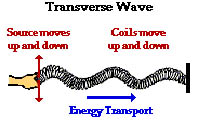 Transverse Wave
Source moves
up and down
Coils move
up and down
Energy Transport